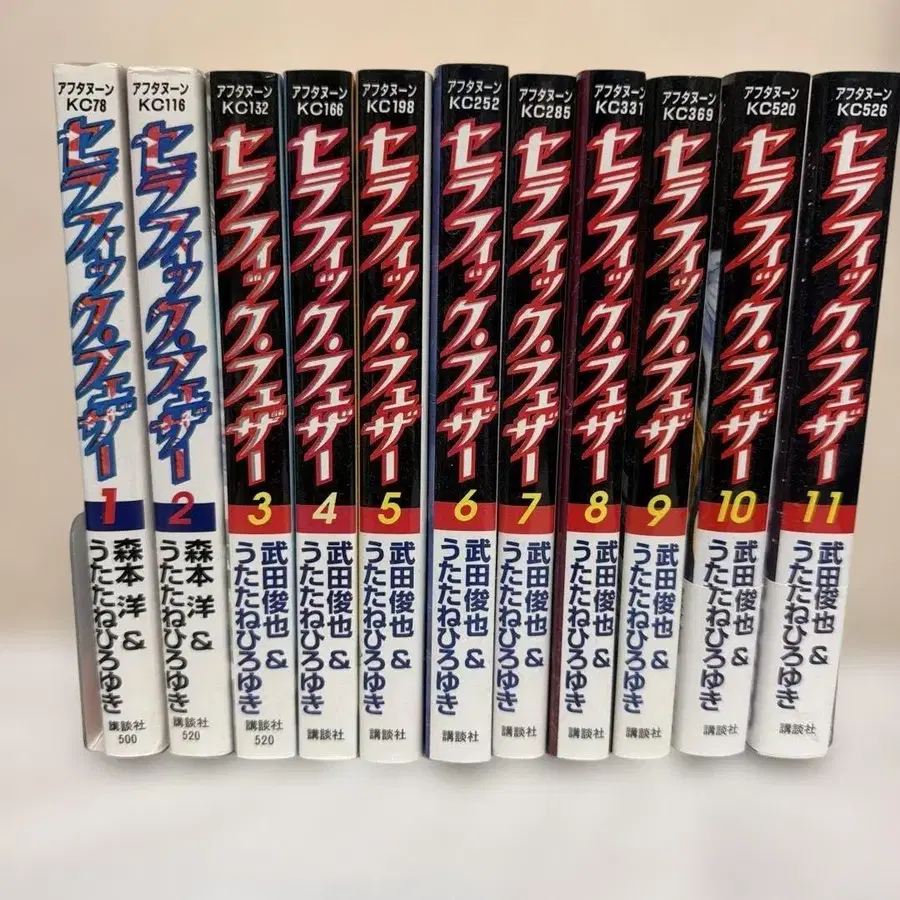 アフタヌーン
KC78
セラフィック・フェザー
1
森本 洋 &
うたたねひろゆき
講談社
500
アフタヌーン
KC116
セラフィック・フェザー
2
森本 洋 &
うたたねひろゆき
講談社
520
アフタヌーン
KC132
セラフィック・フェザー
3
武田俊也 &
うたたねひろゆき
講談社
520
アフタヌーン
KC166
セラフィック・フェザー
4
武田俊也 &
うたたねひろゆき
講談社
アフタヌーン
KC198
セラフィック・フェザー
5
武田俊也 &
うたたねひろゆき
講談社
アフタヌーン
KC252
セラフィック・フェザー
6
武田俊也 &
うたたねひろゆき
講談社
アフタヌーン
KC285
セラフィック・フェザー
7
武田俊也 &
うたたねひろゆき
講談社
アフタヌーン
KC331
セラフィック・フェザー
8
武田俊也 &
うたたねひろゆき
講談社
アフタヌーン
KC369
セラフィック・フェザー
9
武田俊也 &
うたたねひろゆき
講談社
アフタヌーン
KC520
セラフィック・フェザー
10
武田俊也 &
うたたねひろゆき
講談社
アフタヌーン
KC526
セラフィック・フェザー
11
武田俊也 &
うたたねひろゆき
講談社